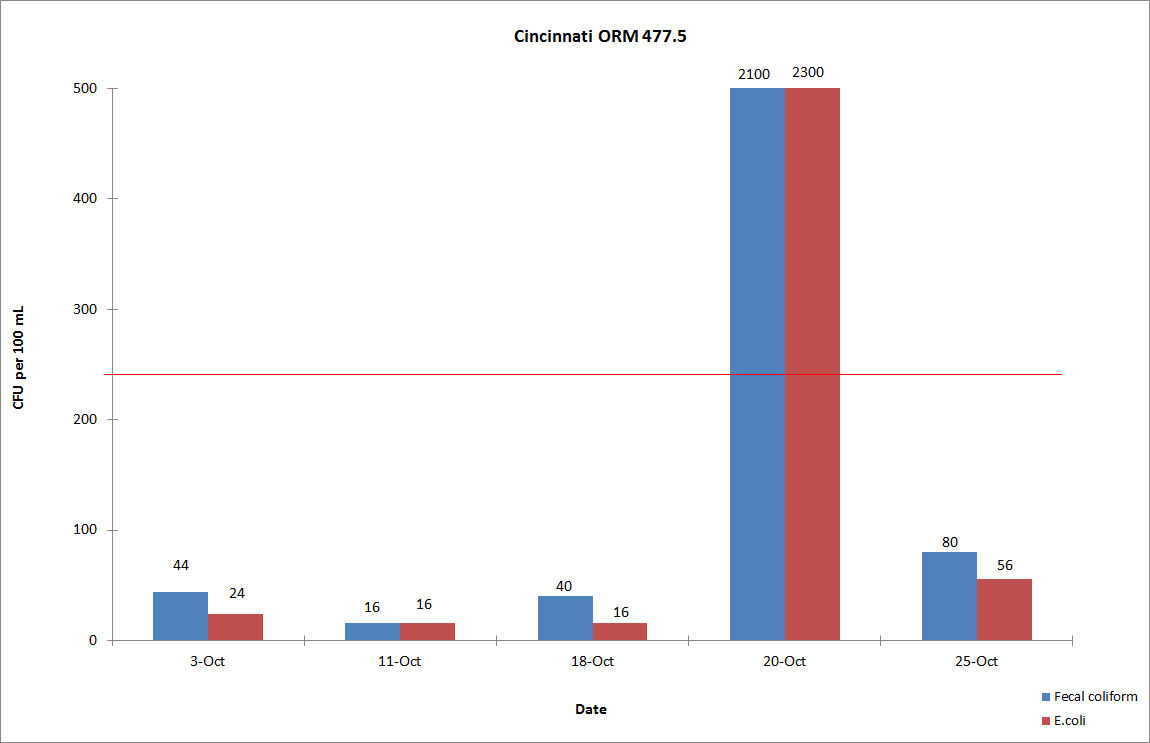 Cincinnati ORM 477.5
CFU per 100 mL
500
400
300
200
100
0
44
24
16
16
40
16
2100
2300
80
56
3-Oct
11-Oct
18-Oct
20-Oct
25-Oct
Date
Fecal coliform
E.coli